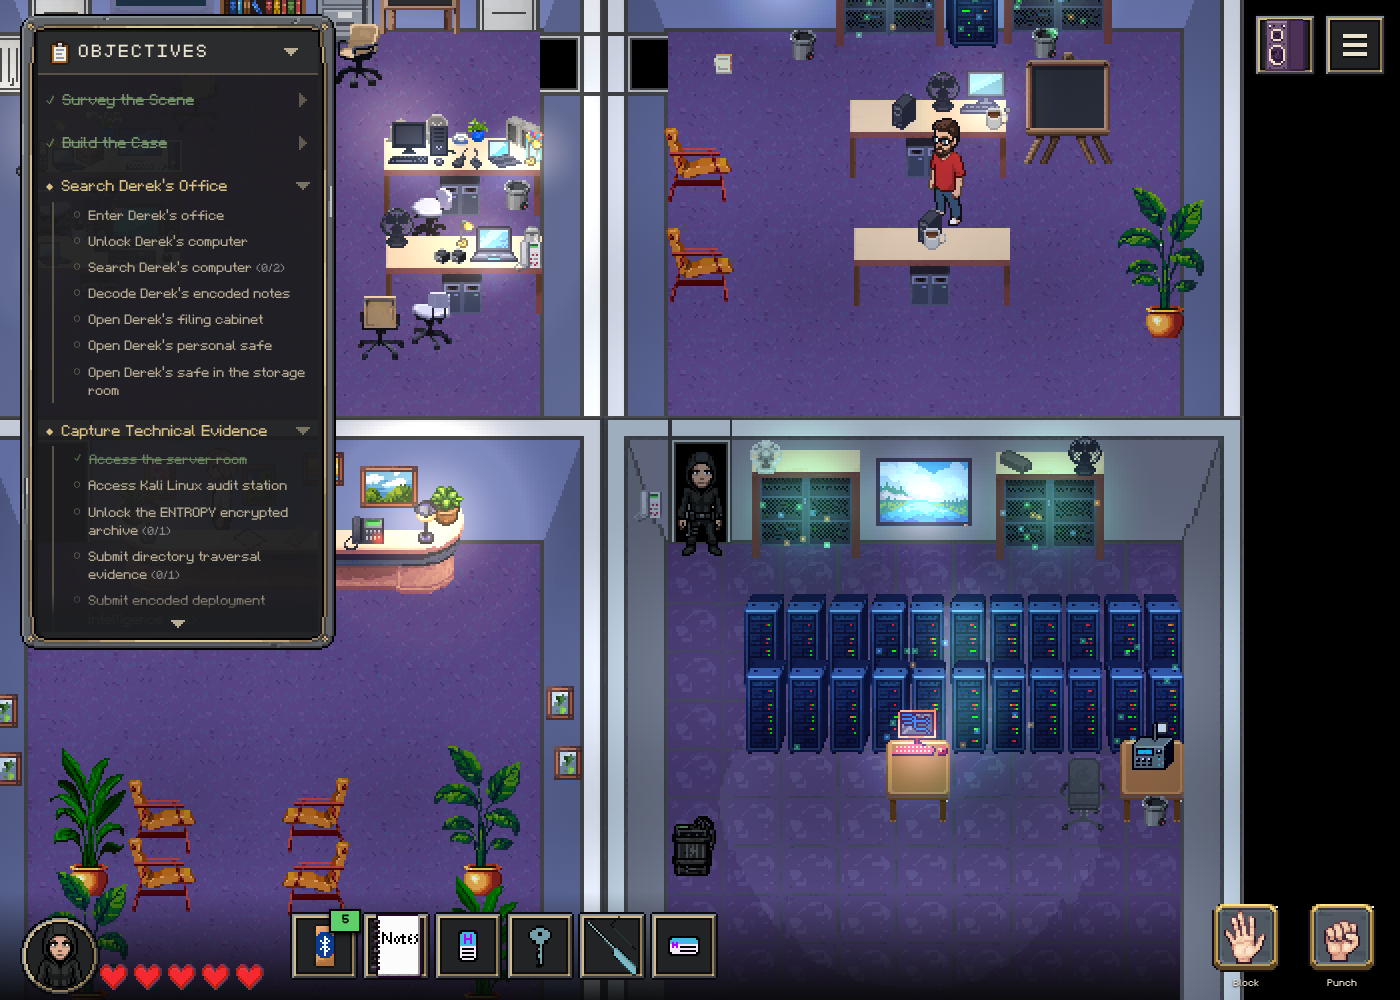 OBJECTIVES
Survey the Scene
Build the Case
Search Derek's Office
Enter Derek's office
Unlock Derek's computer
Search Derek's computer (0/2)
Decode Derek's encoded notes
Open Derek's filing cabinet
Open Derek's personal safe
Open Derek's safe in the storage
room
Capture Technical Evidence
Access the server room
Access Kali Linux audit station
Unlock the ENTROPY encrypted
archive (0/1)
Submit directory traversal
evidence (0/1)
Submit encoded deployment
intelligence
5
Notes
H
H
Block
Punch